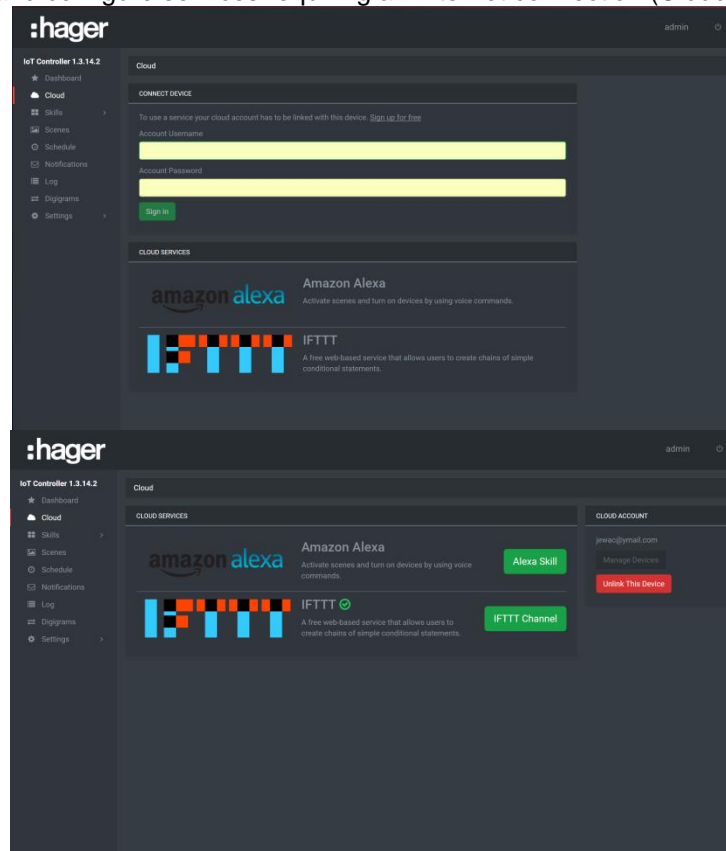 :hager
admin
IoT Controller 1.3.14.2
Dashboard
Cloud
Skills
Scenes
Schedule
Notifications
Log
Digigrams
Settings
Cloud
CONNECT DEVICE
To use a service your cloud account has to be linked with this device. Sign up for free
Account Username
Account Password
Sign in
CLOUD SERVICES
amazon alexa
Amazon Alexa
Activate scenes and turn on devices by using voice commands.
IFTTT
IFTTT
A free web-based service that allows users to create chains of simple
conditional statements.
:hager
admin
IoT Controller 1.3.14.2
Dashboard
Cloud
Skills
Scenes
Schedule
Notifications
Log
Digigrams
Settings
Cloud
CLOUD SERVICES
amazon alexa
Amazon Alexa
Activate scenes and turn on devices by using voice
commands.
Alexa Skill
IFTTT
IFTTT
A free web-based service that allows users to
create chains of simple conditional statements.
IFTTT Channel
CLOUD ACCOUNT
jewac@ymail.com
Manage Devices
Unlink This Device